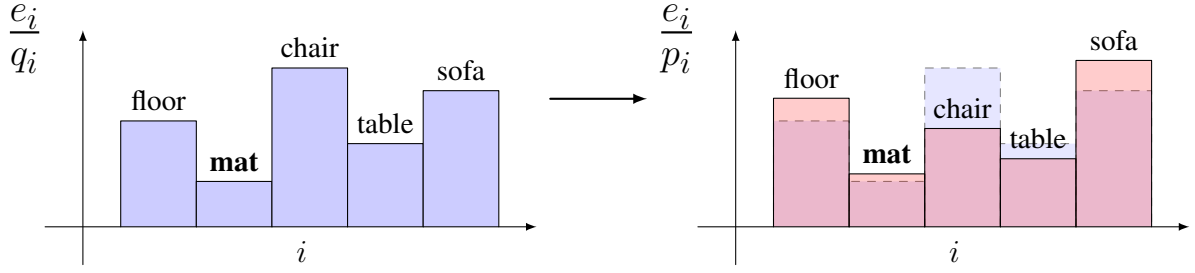 e_i/q_i
floor
mat
chair
table
sofa
i
e_i/p_i
floor
mat
chair
table
sofa
i